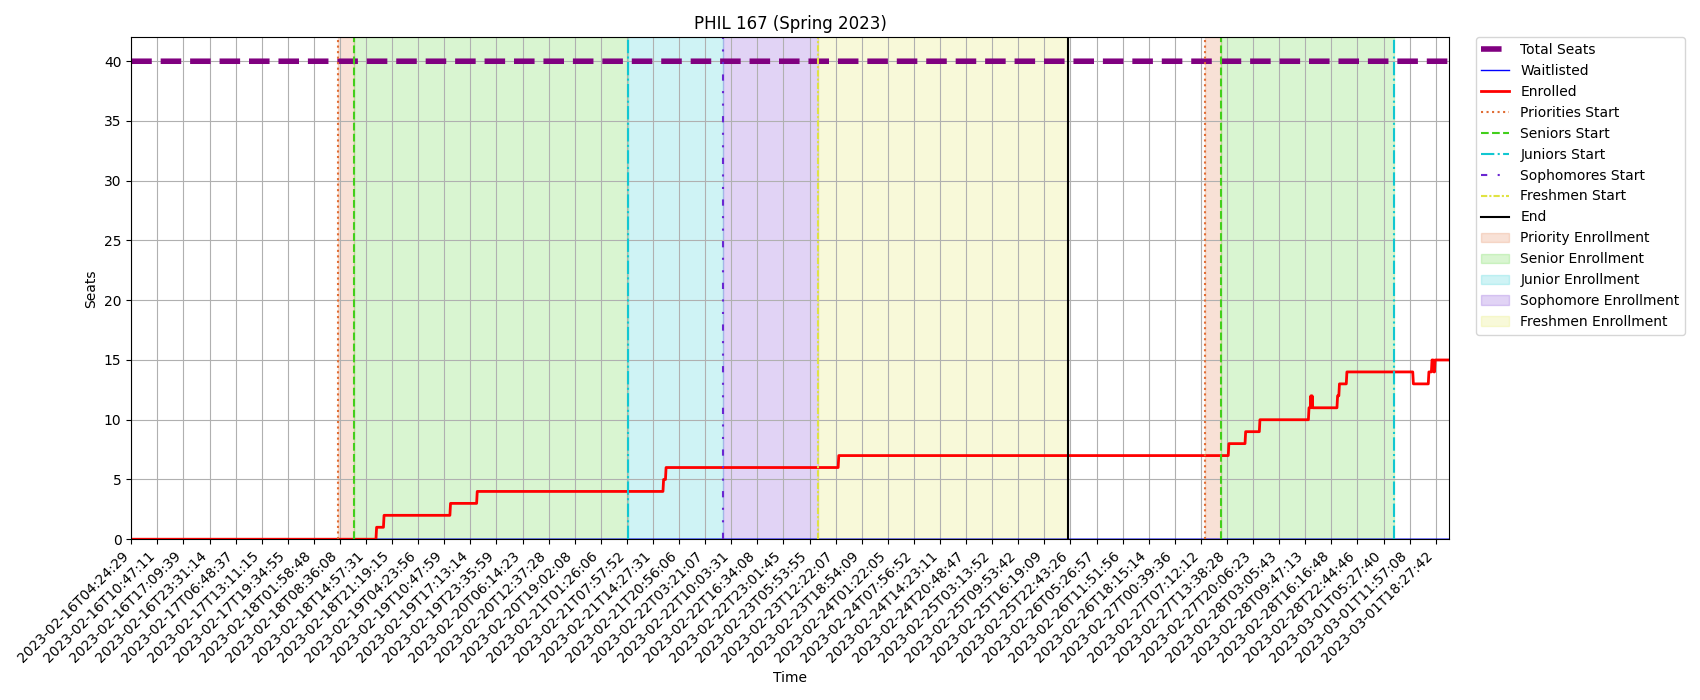 PHIL 167 (Spring 2023)
Total Seats
Waitlisted
Enrolled
Priorities Start
Seniors Start
Juniors Start
Sophomores Start
Freshmen Start
End
Priority Enrollment
Senior Enrollment
Junior Enrollment
Sophomore Enrollment
Freshmen Enrollment
Seats
40
35
30
25
20
15
10
5
0
2023-02-16T04:24:29
2023-02-16T10:47:11
2023-02-16T17:09:39
2023-02-16T23:31:14
2023-02-17T06:48:37
2023-02-17T13:11:15
2023-02-17T19:34:55
2023-02-18T01:58:48
2023-02-18T08:36:08
2023-02-18T14:57:31
2023-02-18T21:19:15
2023-02-19T04:23:56
2023-02-19T10:47:59
2023-02-19T17:13:14
2023-02-19T23:35:59
2023-02-20T06:14:23
2023-02-20T12:37:28
2023-02-20T19:02:08
2023-02-21T01:26:06
2023-02-21T07:57:52
2023-02-21T14:27:31
2023-02-21T20:56:06
2023-02-22T03:21:07
2023-02-22T10:03:31
2023-02-22T16:34:08
2023-02-22T23:01:45
2023-02-23T05:53:55
2023-02-23T12:22:07
2023-02-23T18:54:09
2023-02-24T01:22:05
2023-02-24T07:56:52
2023-02-24T14:23:11
2023-02-24T20:48:47
2023-02-25T03:13:52
2023-02-25T09:53:42
2023-02-25T16:19:09
2023-02-25T22:43:26
2023-02-26T05:26:57
2023-02-26T11:51:56
2023-02-26T18:15:14
2023-02-27T00:39:36
2023-02-27T07:12:12
2023-02-27T13:38:28
2023-02-27T20:06:23
2023-02-28T03:05:43
2023-02-28T09:47:13
2023-02-28T16:16:48
2023-02-28T22:44:46
2023-03-01T05:27:40
2023-03-01T11:57:08
2023-03-01T18:27:42
Time